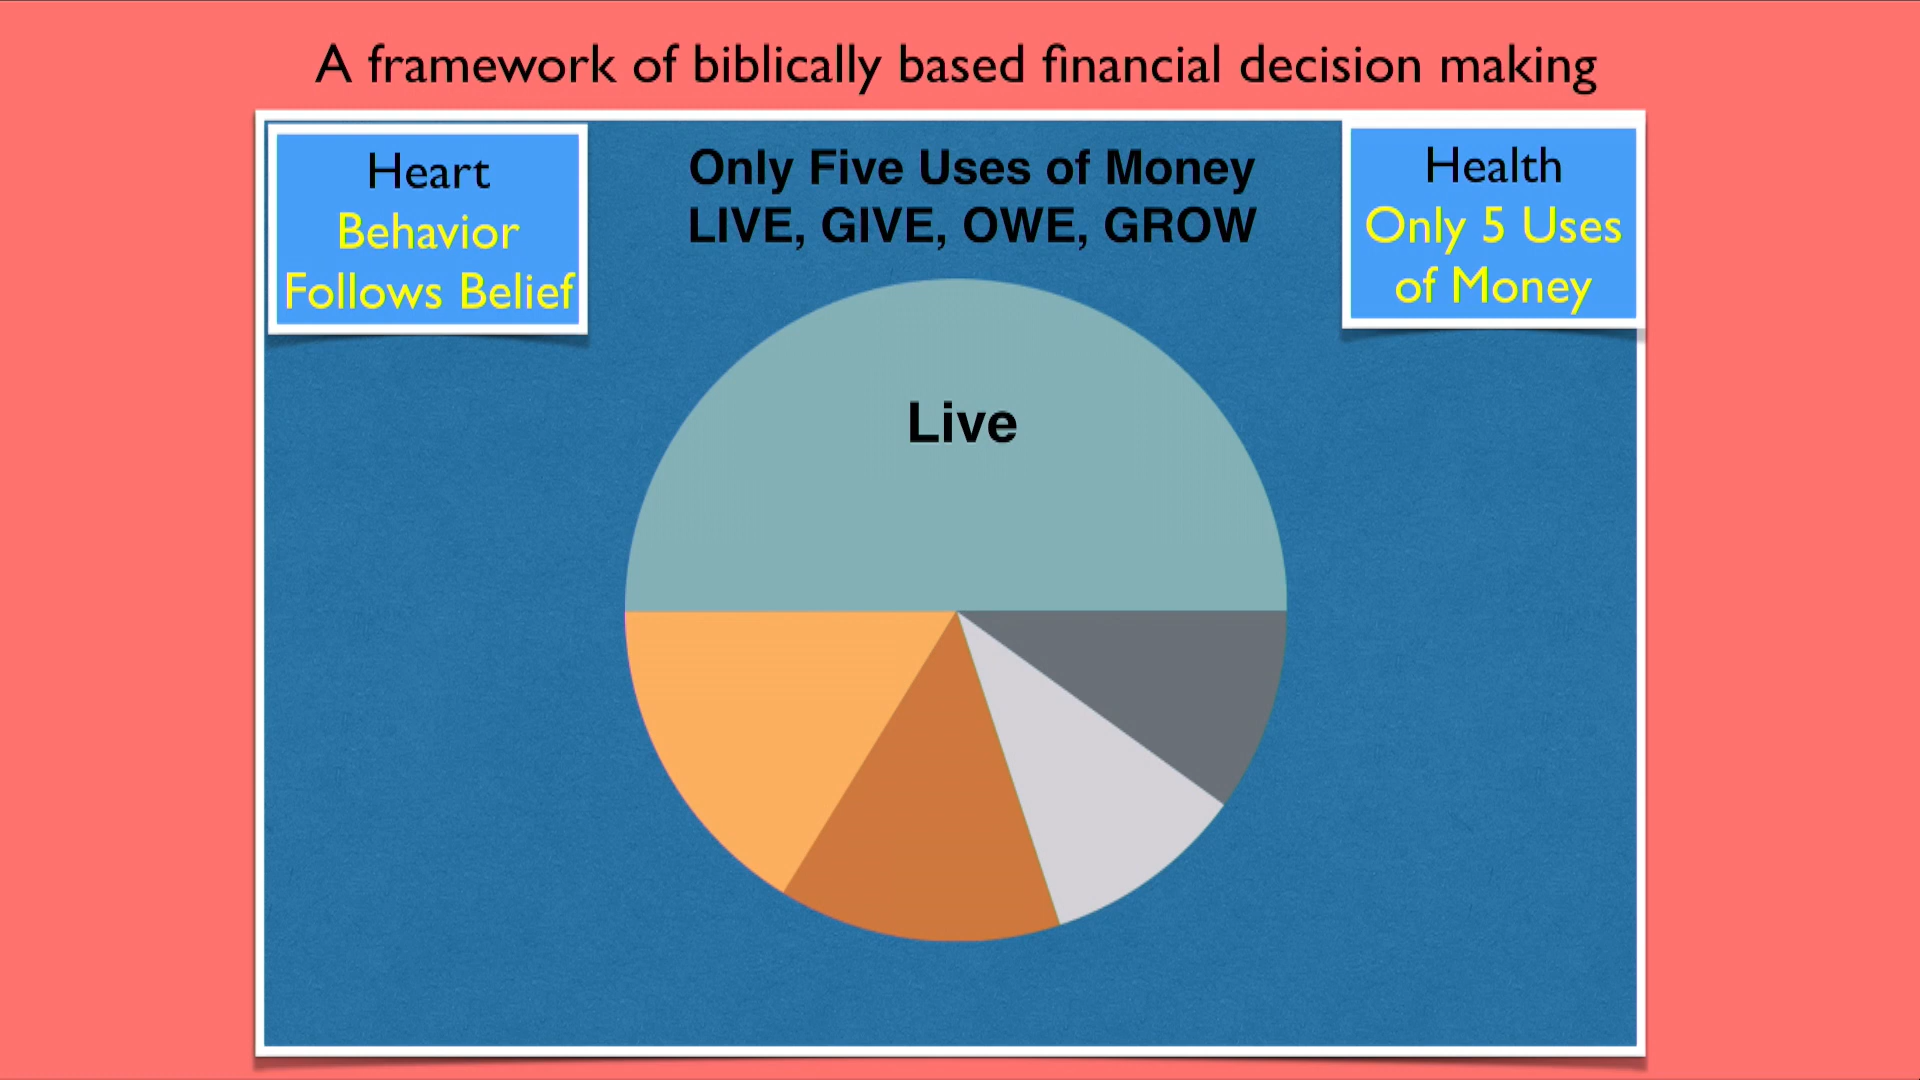 A framework of biblically based financial decision making
Heart
Behavior
Follows Belief
Only Five Uses of Money
LIVE, GIVE, OWE, GROW
Health
Only 5 Uses
of Money
Live